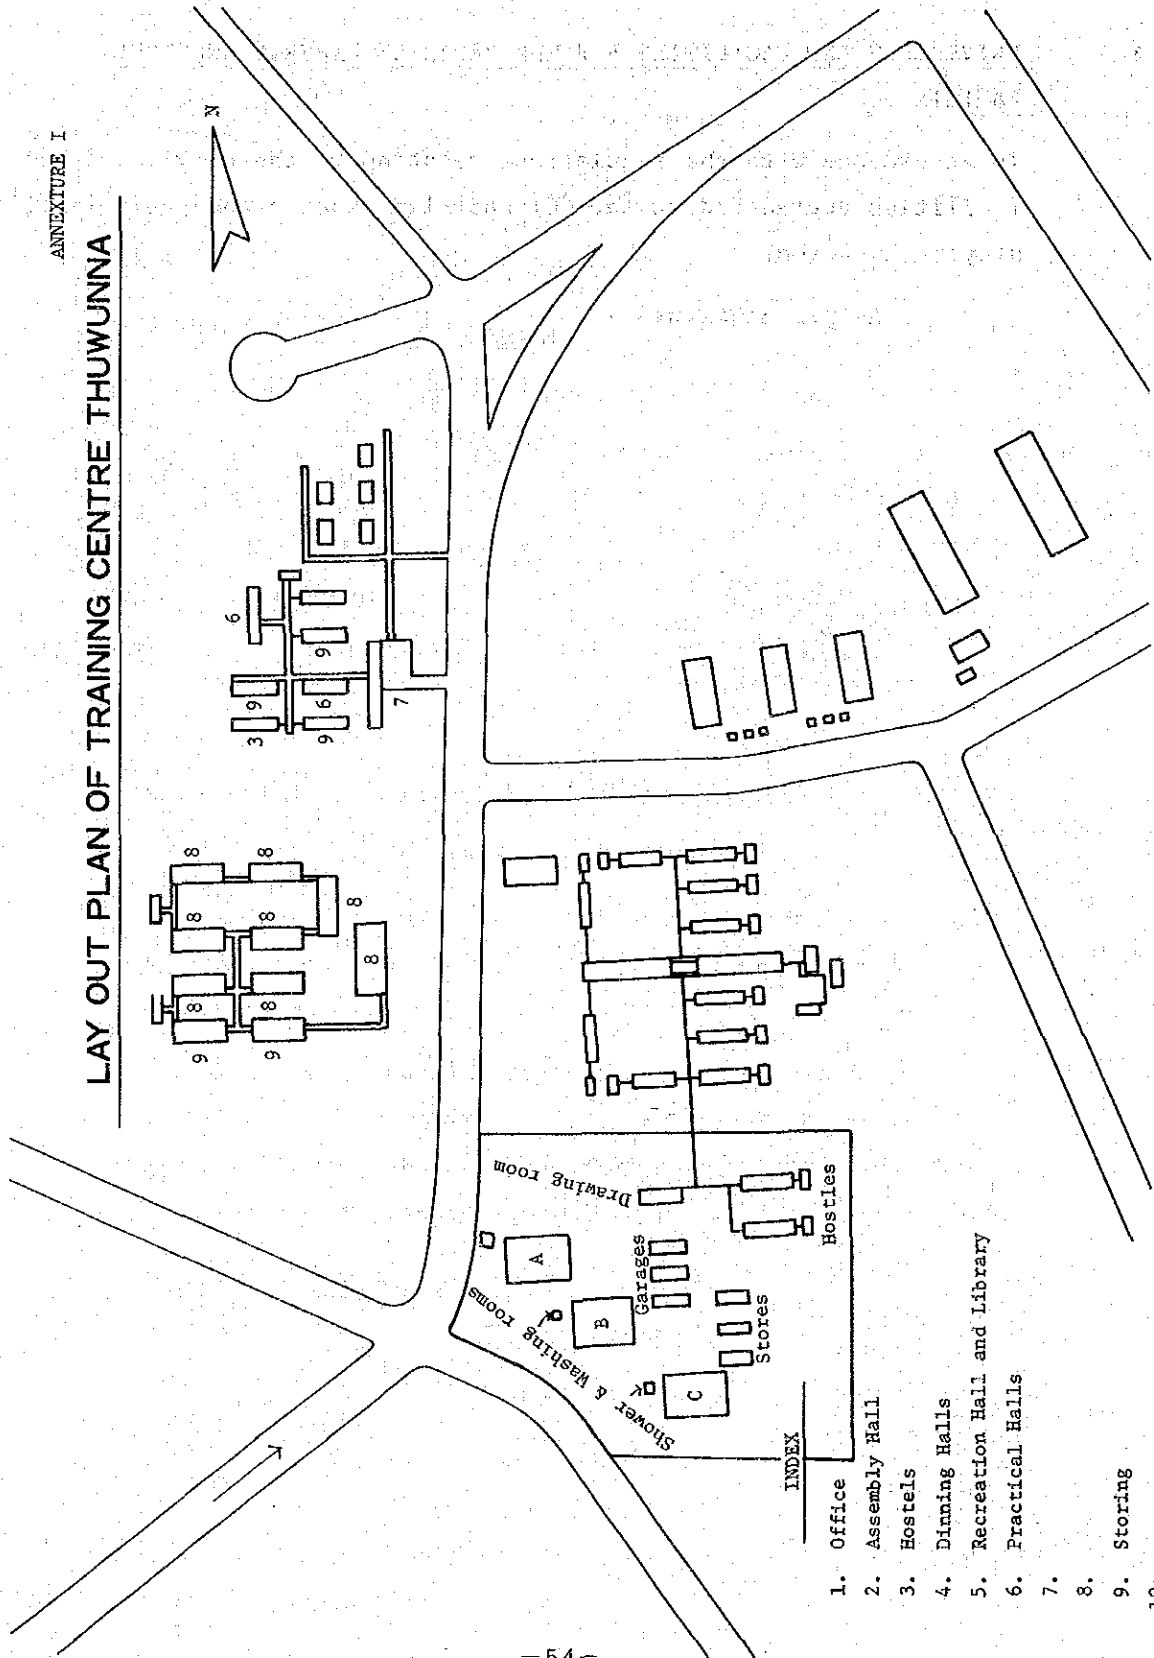 ANNEXTURE I
LAY OUT PLAN OF TRAINING CENTRE THUWUNNA
N
6
9
3
9
6
9
7
8
8
8
8
8
8
8
8
9
9
Drawing room
A
B
C
Shower & Washing rooms
Garages
Stores
Hostles
INDEX
1. Office
2. Assembly Hall
3. Hostels
4. Dinning Halls
5. Recreation Hall and Library
6. Practical Halls
7.
8.
9. Storing
—54—